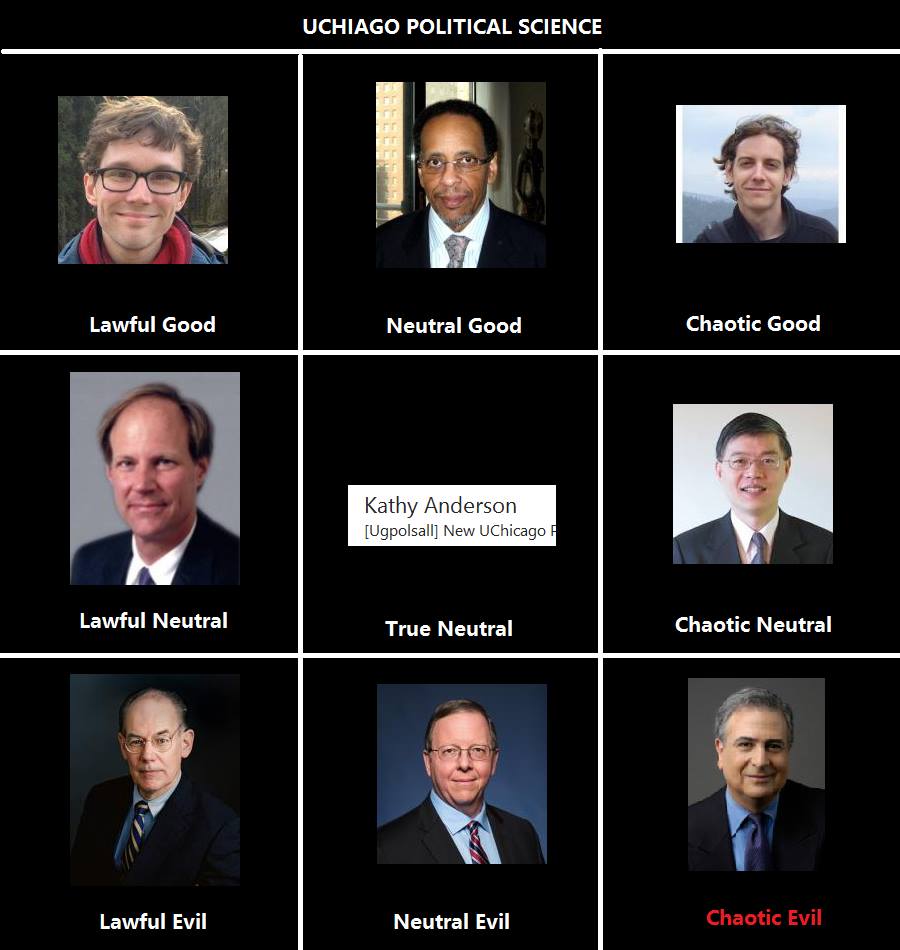 UCHIAGO POLITICAL SCIENCE
Lawful Good
Neutral Good
Chaotic Good
Kathy Anderson
[Ugpolsall] New UChicago P
Lawful Neutral
True Neutral
Chaotic Neutral
Lawful Evil
Neutral Evil
Chaotic Evil